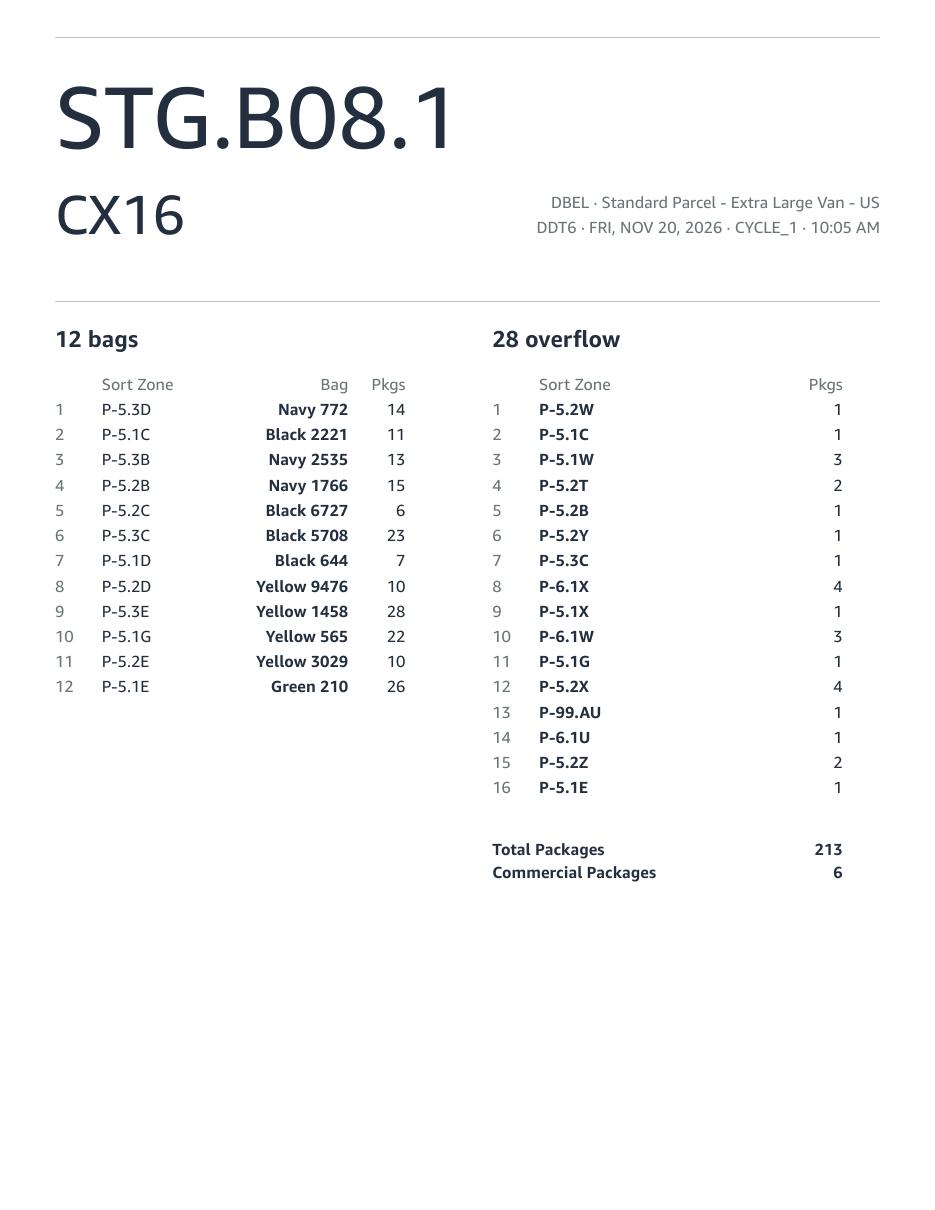 STG.B08.1
CX16
DBEL · Standard Parcel - Extra Large Van - US
DDT6 · FRI, NOV 20, 2026 · CYCLE_1 · 10:05 AM
12 bags
Sort Zone Bag Pkgs
1 P-5.3D Navy 772 14
2 P-5.1C Black 2221 11
3 P-5.3B Navy 2535 13
4 P-5.2B Navy 1766 15
5 P-5.2C Black 6727 6
6 P-5.3C Black 5708 23
7 P-5.1D Black 644 7
8 P-5.2D Yellow 9476 10
9 P-5.3E Yellow 1458 28
10 P-5.1G Yellow 565 22
11 P-5.2E Yellow 3029 10
12 P-5.1E Green 210 26
28 overflow
Sort Zone Pkgs
1 P-5.2W 1
2 P-5.1C 1
3 P-5.1W 3
4 P-5.2T 2
5 P-5.2B 1
6 P-5.2Y 1
7 P-5.3C 1
8 P-6.1X 4
9 P-5.1X 1
10 P-6.1W 3
11 P-5.1G 1
12 P-5.2X 4
13 P-99.AU 1
14 P-6.1U 1
15 P-5.2Z 2
16 P-5.1E 1
Total Packages 213
Commercial Packages 6